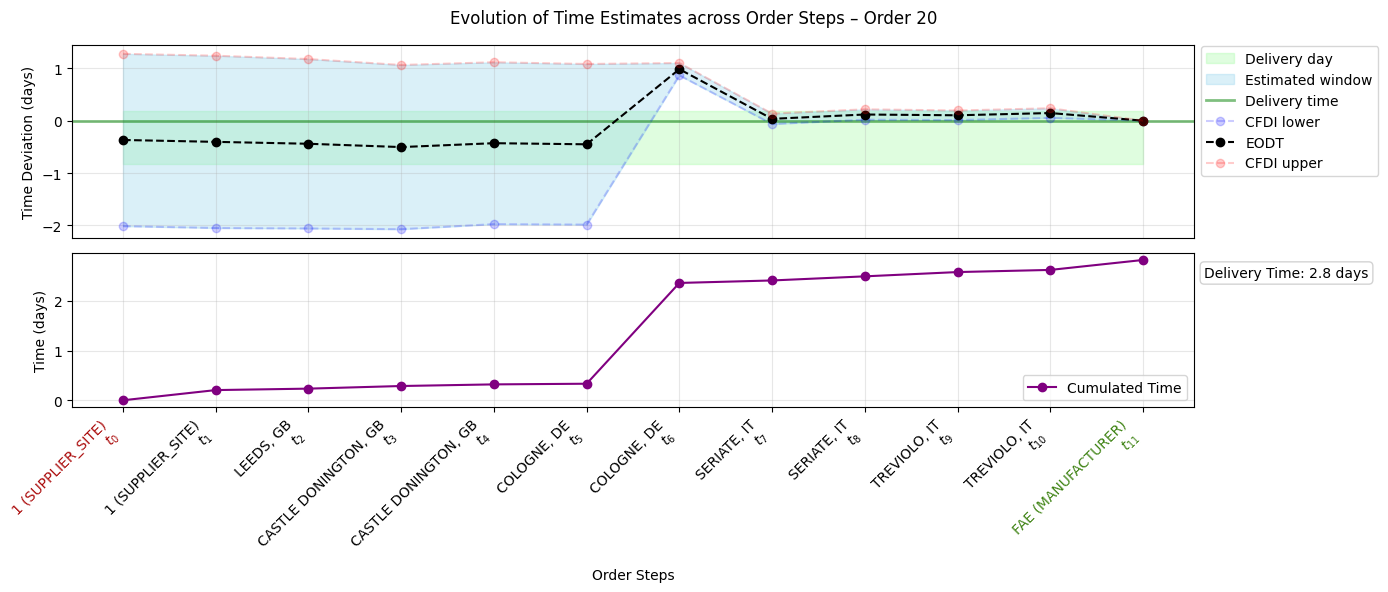 Evolution of Time Estimates across Order Steps – Order 20
Time Deviation (days)
1
0
−1
−2
Delivery day
Estimated window
Delivery time
CFDI lower
EODT
CFDI upper
Time (days)
2
1
0
Delivery Time: 2.8 days
Cumulated Time
1 (SUPPLIER_SITE)
t0
1 (SUPPLIER_SITE)
t1
LEEDS, GB
t2
CASTLE DONINGTON, GB
t3
CASTLE DONINGTON, GB
t4
COLOGNE, DE
t5
COLOGNE, DE
t6
SERIATE, IT
t7
SERIATE, IT
t8
TREVIOLO, IT
t9
TREVIOLO, IT
t10
FAE (MANUFACTURER)
t11
Order Steps